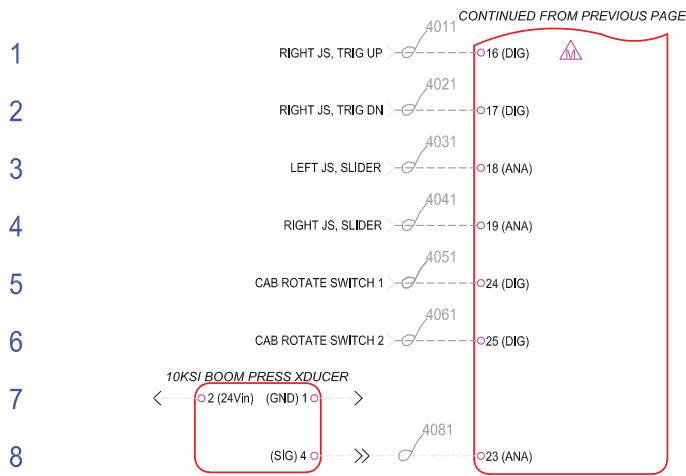 CONTINUED FROM PREVIOUS PAGE
4011
1 RIGHT JS, TRIG UP 16 (DIG) M
4021
2 RIGHT JS, TRIG DN 17 (DIG)
4031
3 LEFT JS, SLIDER 18 (ANA)
4041
4 RIGHT JS, SLIDER 19 (ANA)
4051
5 CAB ROTATE SWITCH 1 24 (DIG)
4061
6 CAB ROTATE SWITCH 2 25 (DIG)
10KSI BOOM PRESS XDUCER
7 2 (24Vin) (GND) 1
4081
8 (SIG) 4 23 (ANA)